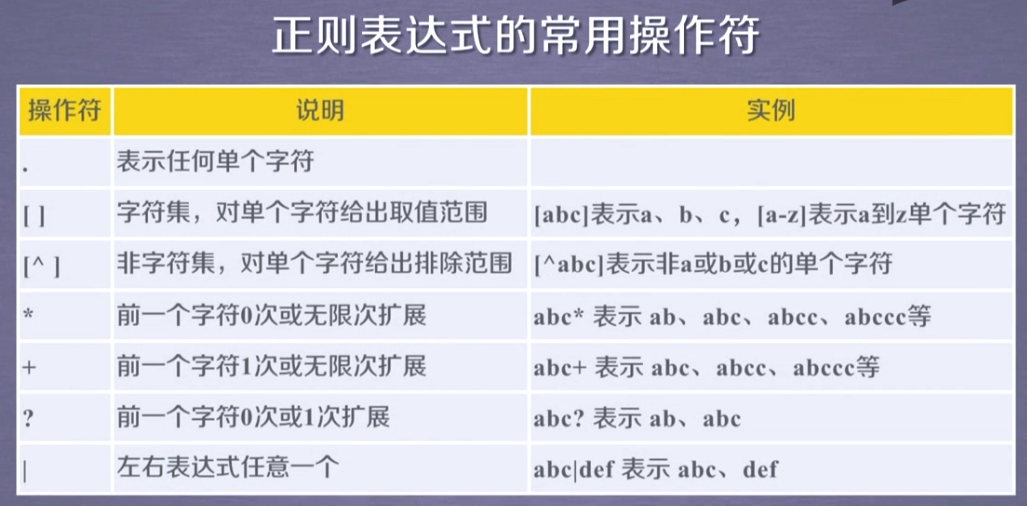 正则表达式的常用操作符
操作符 说明 实例
. 表示任何单个字符
[ ] 字符集，对单个字符给出取值范围 [abc]表示a、b、c，[a-z]表示a到z单个字符
[^ ] 非字符集，对单个字符给出排除范围 [^abc]表示非a或b或c的单个字符
* 前一个字符0次或无限次扩展 abc* 表示 ab、abc、abcc、abccc等
+ 前一个字符1次或无限次扩展 abc+ 表示 abc、abcc、abccc等
? 前一个字符0次或1次扩展 abc? 表示 ab、abc
| 左右表达式任意一个 abc|def 表示 abc、def